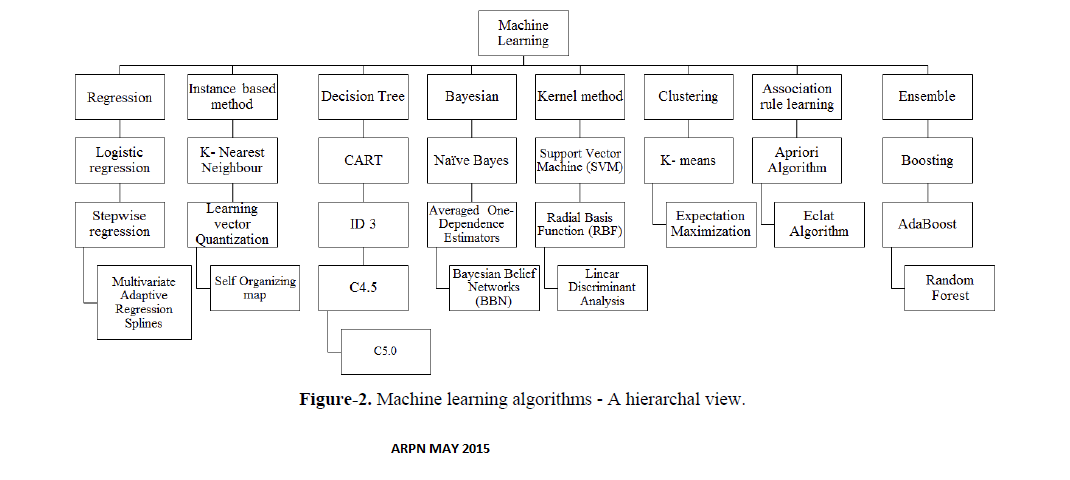 Machine
Learning
Regression
Instance based
method
Decision Tree
Bayesian
Kernel method
Clustering
Association
rule learning
Ensemble
Logistic
regression
K- Nearest
Neighbour
CART
Naïve Bayes
Support Vector
Machine (SVM)
K- means
Apriori
Algorithm
Boosting
Stepwise
regression
Learning
vector
Quantization
ID 3
Averaged One-
Dependence
Estimators
Radial Basis
Function (RBF)
Expectation
Maximization
Eclat
Algorithm
AdaBoost
Multivariate
Adaptive
Regression
Splines
Self Organizing
map
C4.5
Bayesian Belief
Networks
(BBN)
Linear
Discriminant
Analysis
Random
Forest
C5.0
Figure-2. Machine learning algorithms - A hierarchal view.
ARPN MAY 2015